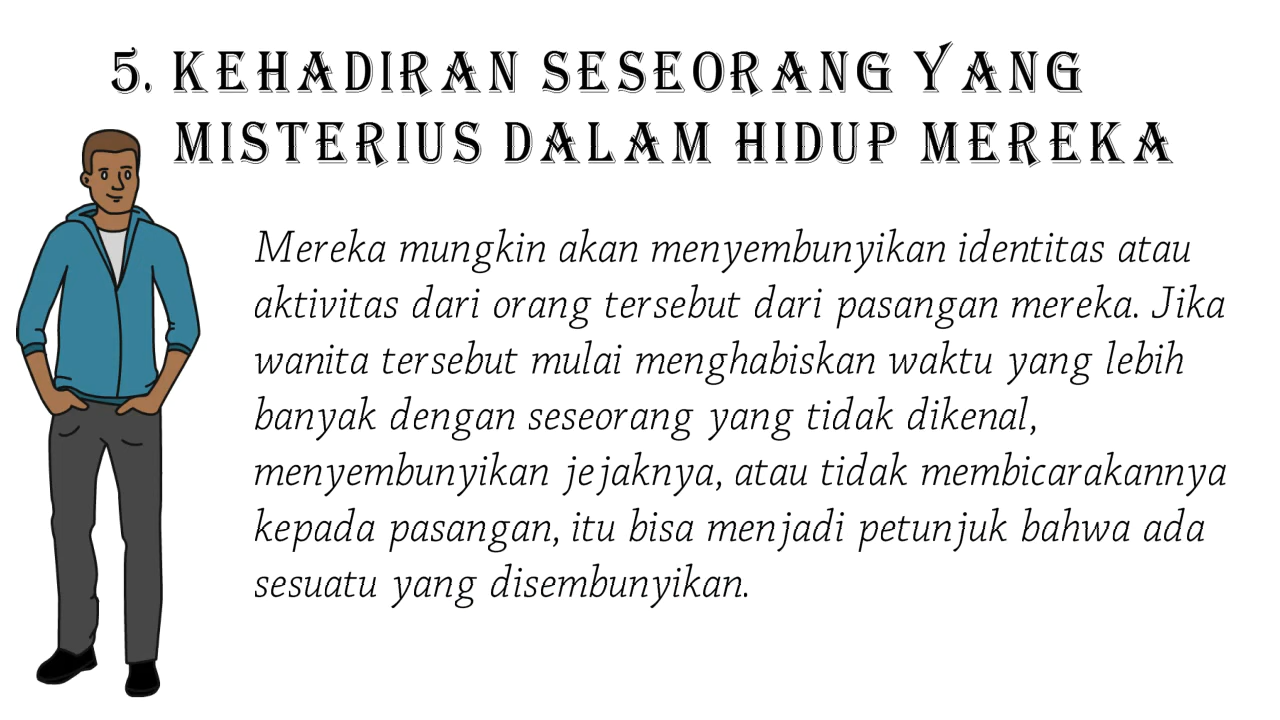 5. KEHADIRAN SESEORANG YANG
MISTERIUS DALAM HIDUP MEREKA
Mereka mungkin akan menyembunyikan identitas atau
aktivitas dari orang tersebut dari pasangan mereka. Jika
wanita tersebut mulai menghabiskan waktu yang lebih
banyak dengan seseorang yang tidak dikenal,
menyembunyikan jejaknya, atau tidak membicarakannya
kepada pasangan, itu bisa menjadi petunjuk bahwa ada
sesuatu yang disembunyikan.